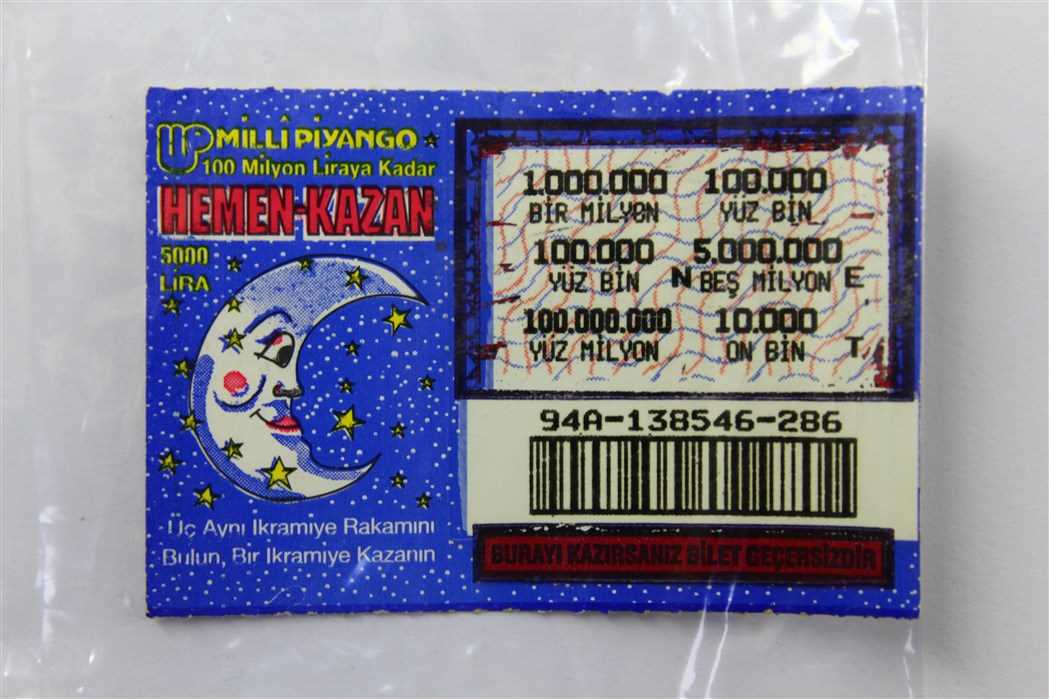 MİLLÎ PİYANGO
100 Milyon Liraya Kadar
HEMEN-KAZAN
5000
LİRA
Üç Aynı Ikramiye Rakamını
Bulun, Bir Ikramiye Kazanın
1.000.000 100.000
BİR MİLYON YÜZ BİN
100.000 5.000.000
YÜZ BİN N BEŞ MİLYON E
100.000.000 10.000
YÜZ MİLYON ON BİN T
94A-138546-286
BURAYI KAZIRSANIZ BİLET GEÇERSİZDİR